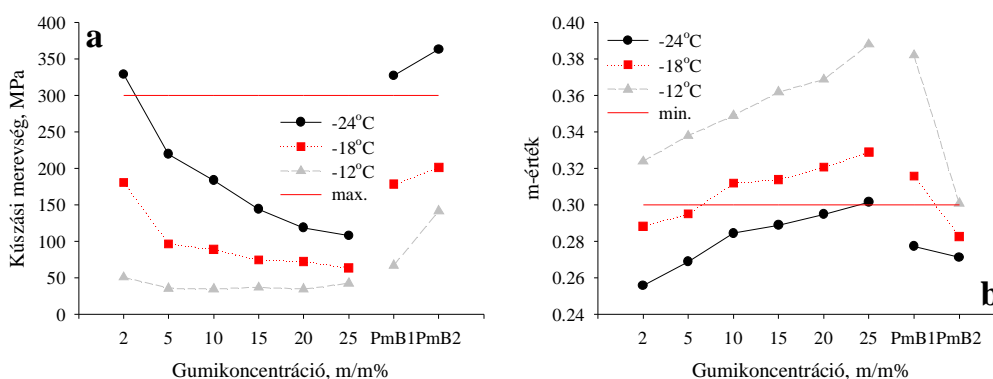 a
Kúszási merevség, MPa
400
350
300
250
200
150
100
50
0
-24°C
-18°C
-12°C
max.
2 5 10 15 20 25 PmB1 PmB2
Gumikoncentráció, m/m%
b
m-érték
0.40
0.38
0.36
0.34
0.32
0.30
0.28
0.26
0.24
-24°C
-18°C
-12°C
min.
2 5 10 15 20 25 PmB1 PmB2
Gumikoncentráció, m/m%